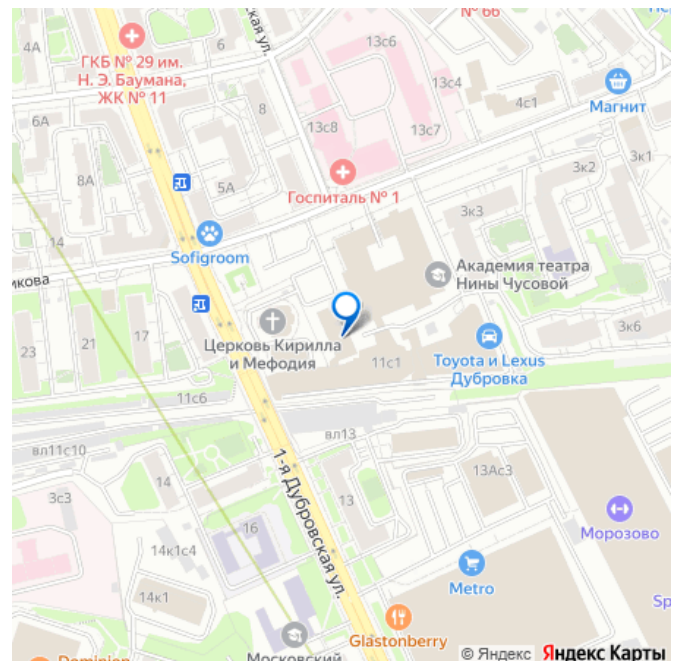 № 66
ская ул.
13с6
4А
6
ГКБ № 29 им.
Н. Э. Баумана,
ЖК № 11
8
13с4
4с1
Магнит
6А
13с8
13с7
3к1
3к2
8А
5А
Госпиталь № 1
3к3
14
Sofigroom
икова
Академия театра
Нины Чусовой
Церковь Кирилла
и Мефодия
17
21
23
3к6
11с1
Toyota и Lexus
Дубровка
11с6
вл13
вл11с10
1-я Дубровская ул.
13Ас3
14
3с3
13
16
Морозово
14к1с4
Metro
14к1
Sp
Glastonberry
Московский
Dominion
© Яндекс Яндекс Карты